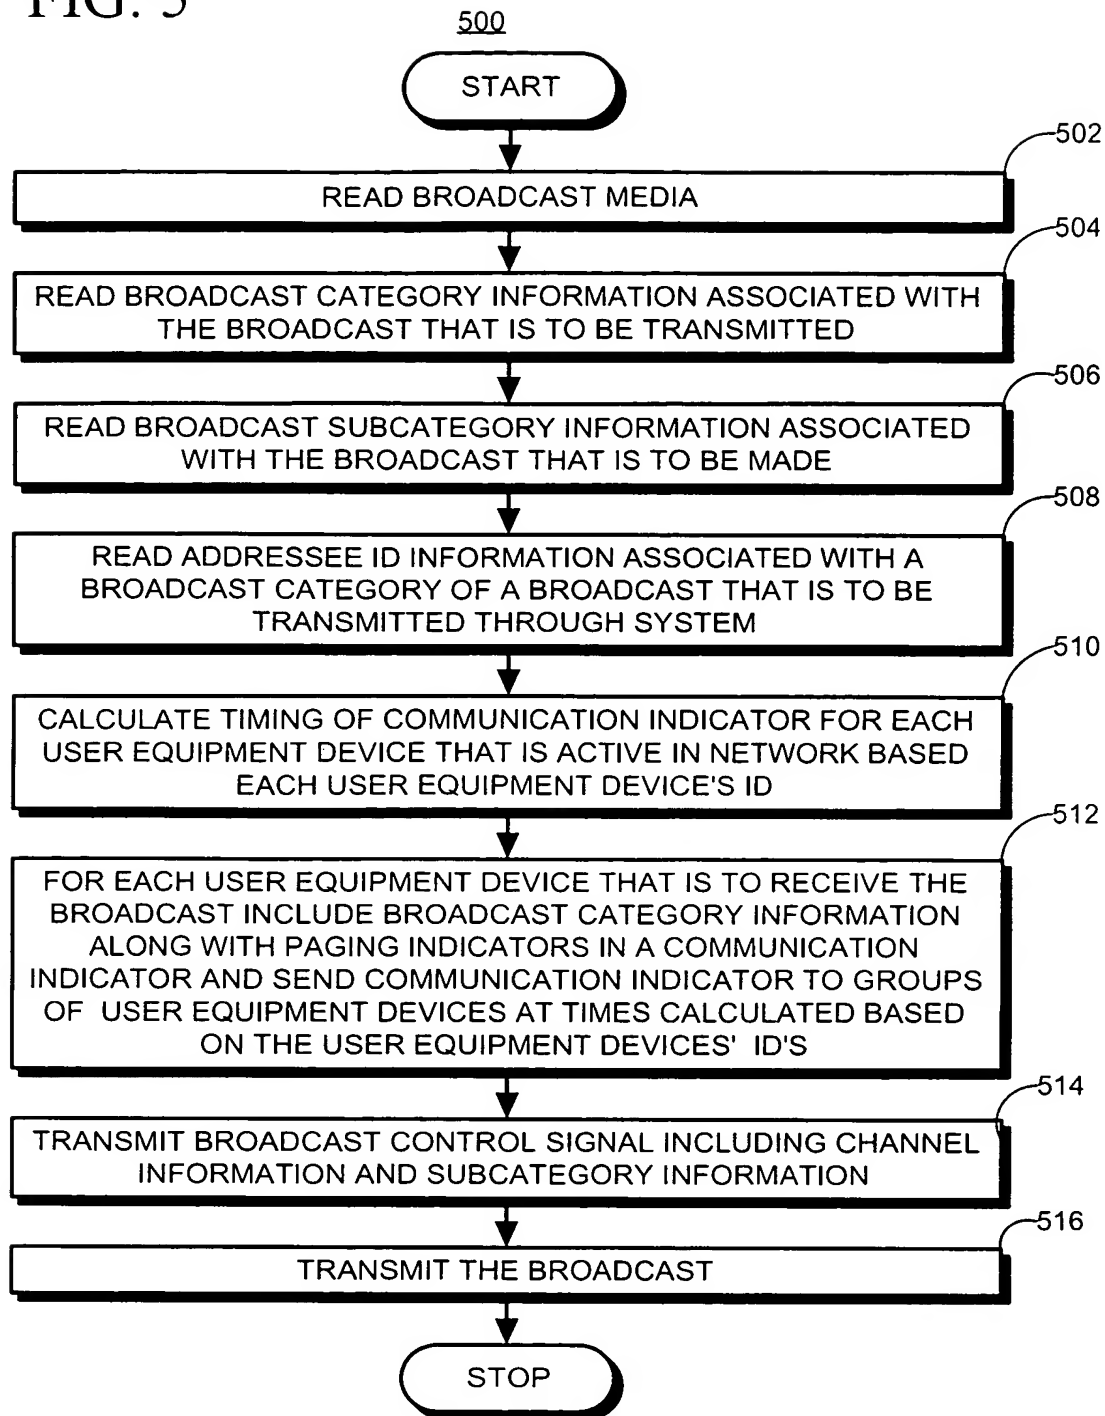 FIG. 5
500
START
502
READ BROADCAST MEDIA
504
READ BROADCAST CATEGORY INFORMATION ASSOCIATED WITH
THE BROADCAST THAT IS TO BE TRANSMITTED
506
READ BROADCAST SUBCATEGORY INFORMATION ASSOCIATED
WITH THE BROADCAST THAT IS TO BE MADE
508
READ ADDRESSEE ID INFORMATION ASSOCIATED WITH A
BROADCAST CATEGORY OF A BROADCAST THAT IS TO BE
TRANSMITTED THROUGH SYSTEM
510
CALCULATE TIMING OF COMMUNICATION INDICATOR FOR EACH
USER EQUIPMENT DEVICE THAT IS ACTIVE IN NETWORK BASED
EACH USER EQUIPMENT DEVICE'S ID
512
FOR EACH USER EQUIPMENT DEVICE THAT IS TO RECEIVE THE
BROADCAST INCLUDE BROADCAST CATEGORY INFORMATION
ALONG WITH PAGING INDICATORS IN A COMMUNICATION
INDICATOR AND SEND COMMUNICATION INDICATOR TO GROUPS
OF USER EQUIPMENT DEVICES AT TIMES CALCULATED BASED
ON THE USER EQUIPMENT DEVICES' ID'S
514
TRANSMIT BROADCAST CONTROL SIGNAL INCLUDING CHANNEL
INFORMATION AND SUBCATEGORY INFORMATION
516
TRANSMIT THE BROADCAST
STOP